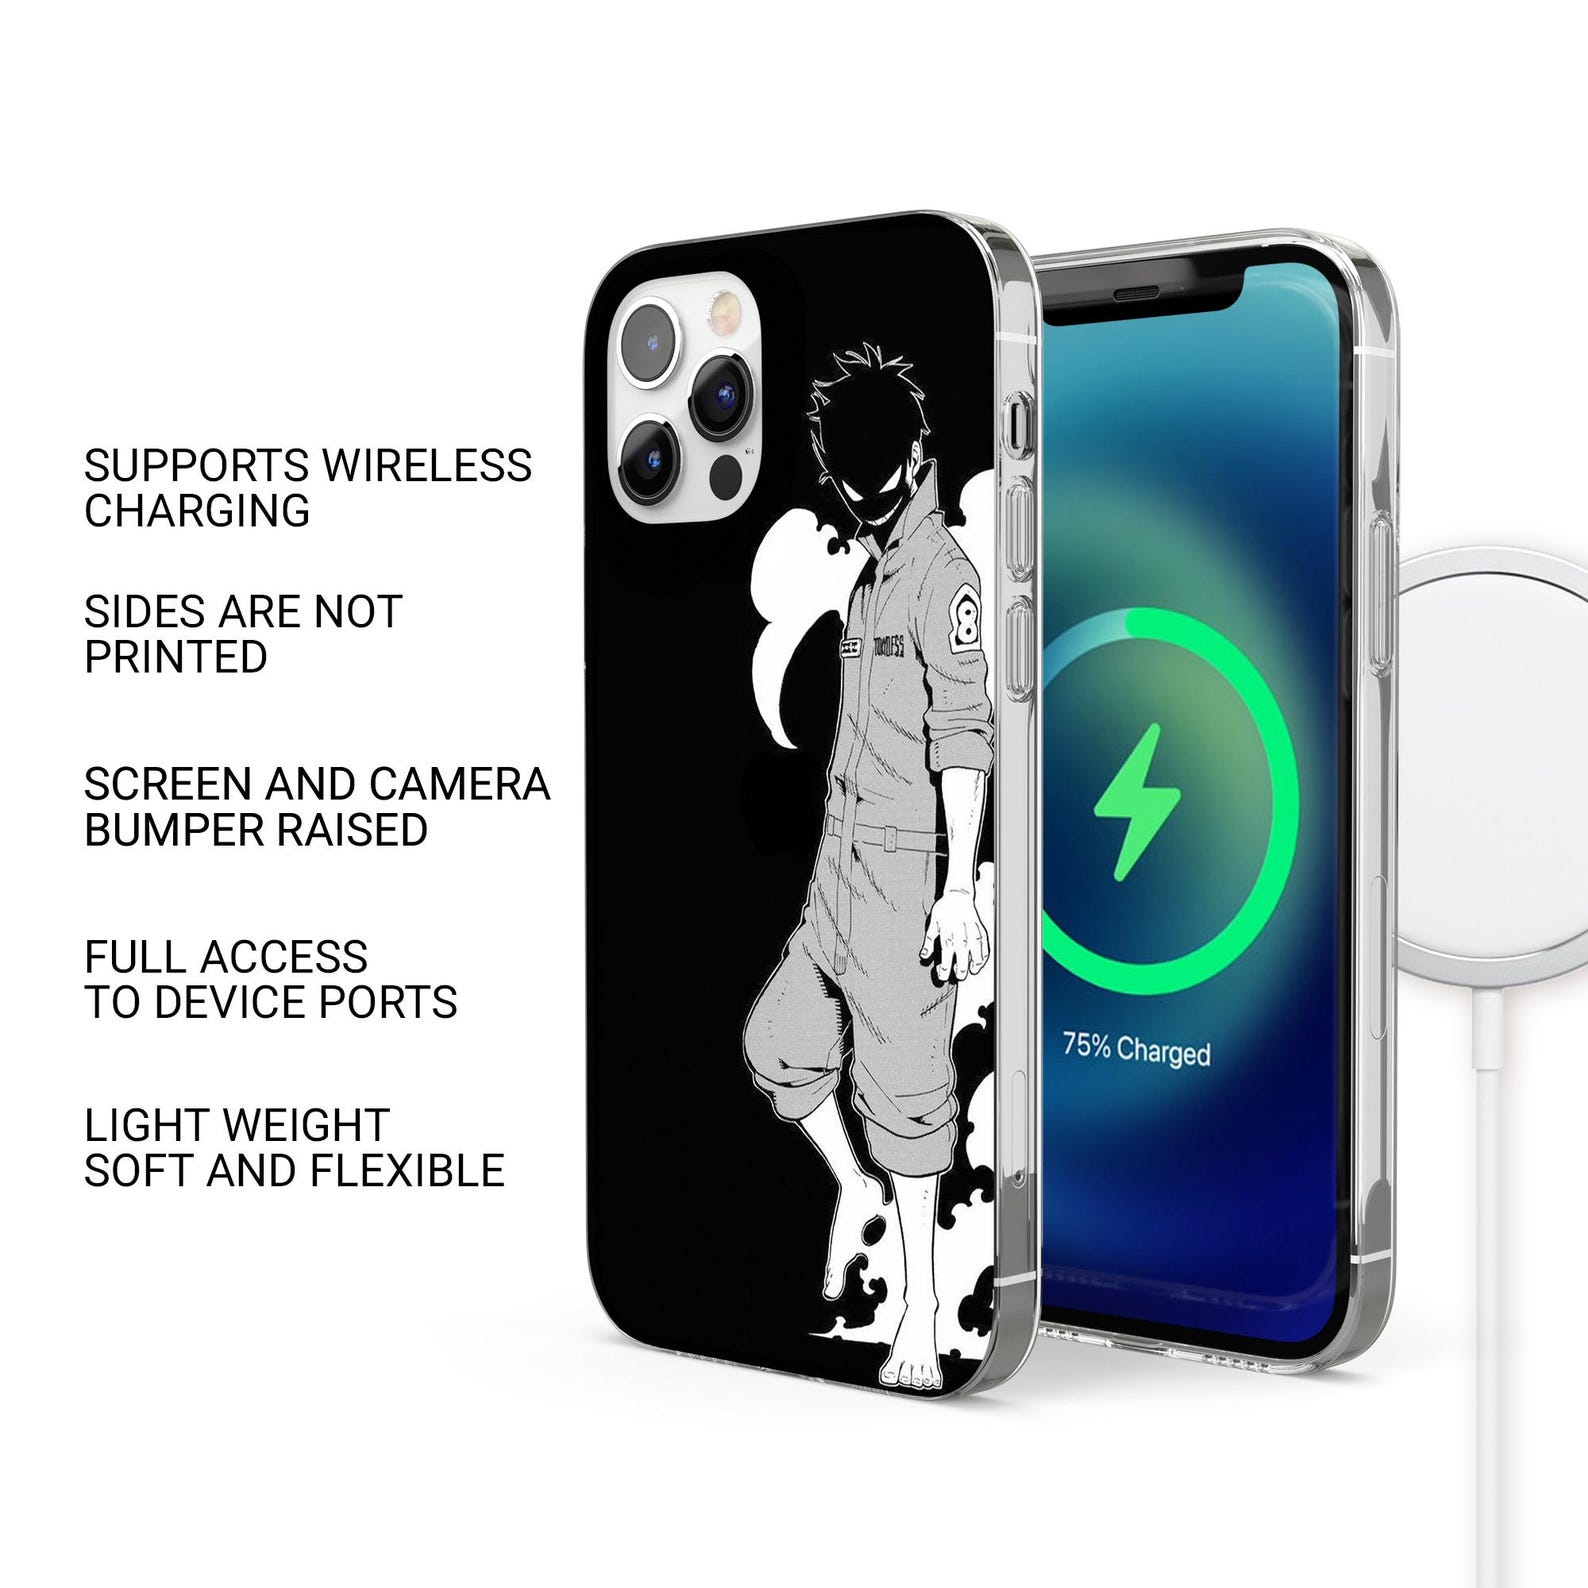 SUPPORTS WIRELESS
CHARGING
SIDES ARE NOT
PRINTED
SCREEN AND CAMERA
BUMPER RAISED
FULL ACCESS
TO DEVICE PORTS
LIGHT WEIGHT
SOFT AND FLEXIBLE
8
75% Charged